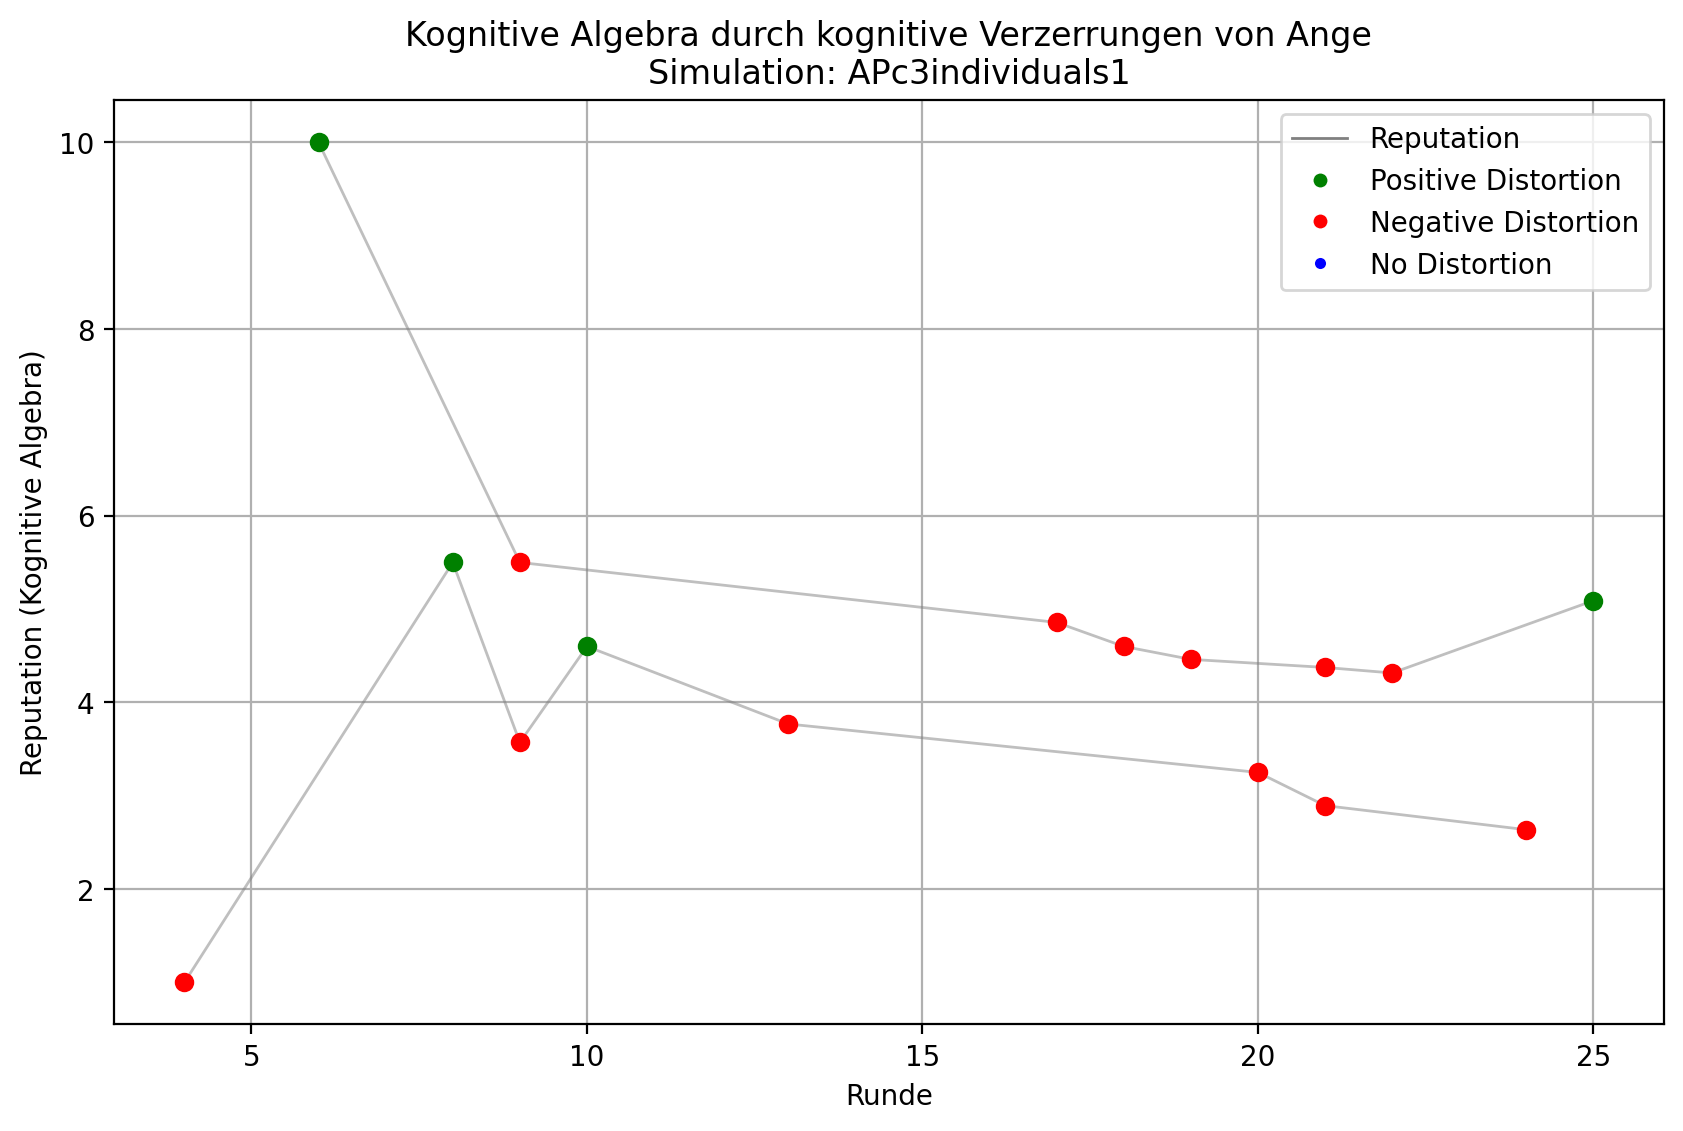 Kognitive Algebra durch kognitive Verzerrungen von Ange
Simulation: APc3individuals1
Reputation
Positive Distortion
Negative Distortion
No Distortion
Reputation (Kognitive Algebra)
10
8
6
4
2
5
10
15
20
25
Runde